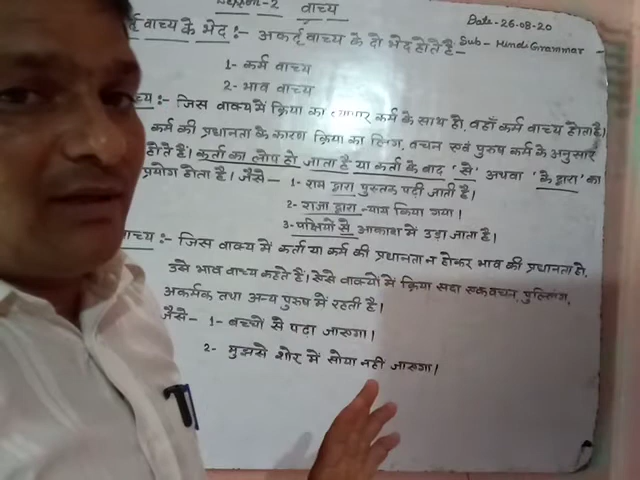 वाच्य
Date-26-08-20
वाच्य के भेद :- अकर्तृवाच्य के दो भेद होते है- Sub - Hindi Grammar
1- कर्म वाच्य
2- भाव वाच्य
:- जिस वाक्य में क्रिया का व्यापार कर्म के साथ हो, वहाँ कर्म वाच्य होता है।
कर्म की प्रधानता के कारण क्रिया का लिंग, वचन एवं पुरुष कर्म के अनुसार
होते हैं। कर्ता का लोप हो जाता है या कर्ता के बाद 'से' अथवा 'के द्वारा' का
प्रयोग होता है। जैसे- 1- राम द्वारा पुस्तक पढ़ी जाती है।
2- राजा द्वारा न्याय किया गया।
3- पक्षियों से आकाश में उड़ा जाता है।
:- जिस वाक्य में कर्ता या कर्म की प्रधानता न होकर भाव की प्रधानता हो,
उसे भाव वाच्य कहते हैं। ऐसे वाक्यों में क्रिया सदा एकवचन, पुल्लिंग,
अकर्मक तथा अन्य पुरुष में रहती है।
जैसे- 1- बच्चों से पढ़ा जाएगा।
2- मुझसे शोर में सोया नही जाएगा।